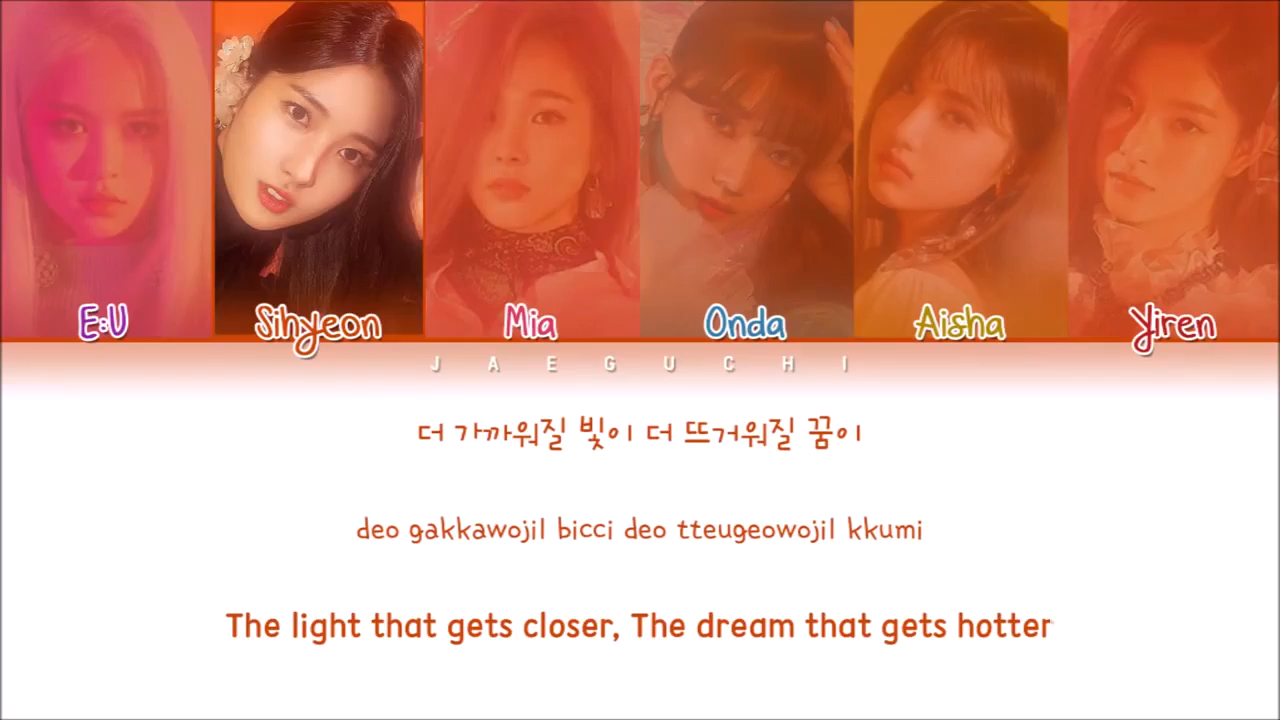 E:U Sihyeon Mia Onda Aisha Yiren
JAEGUCHI
더 가까워질 빛이 더 뜨거워질 꿈이
deo gakkawojil bicci deo tteugeowojil kkumi
The light that gets closer, The dream that gets hotter